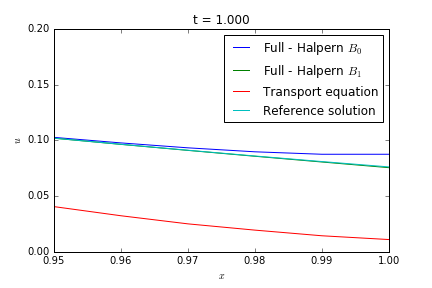 t = 1.000
0.20
0.15
0.10
0.05
0.00
u
0.95 0.96 0.97 0.98 0.99 1.00
x
Full - Halpern B₀
Full - Halpern B₁
Transport equation
Reference solution